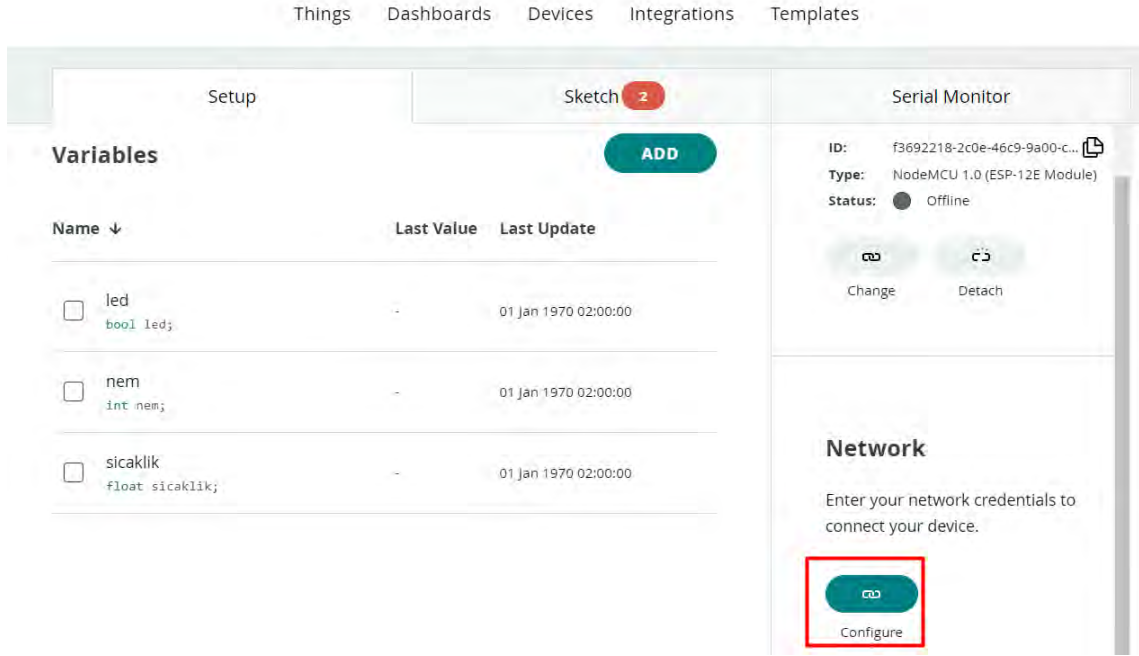 Things Dashboards Devices Integrations Templates
Setup Sketch 2 Serial Monitor
Variables ADD
Name ↓ Last Value Last Update
led
bool led;
- 01 Jan 1970 02:00:00
nem
int nem;
- 01 Jan 1970 02:00:00
sicaklik
float sicaklik;
- 01 Jan 1970 02:00:00
ID: f3692218-2c0e-46c9-9a00-c...
Type: NodeMCU 1.0 (ESP-12E Module)
Status: Offline
Change Detach
Network
Enter your network credentials to
connect your device.
Configure